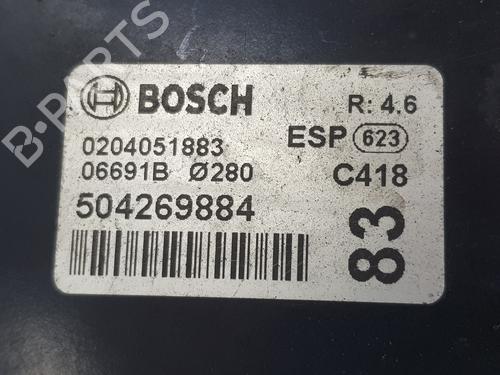 B-PARTS
BOSCH
R: 4.6
0204051883
ESP 623
06691B Ø280
C418
504269884
83